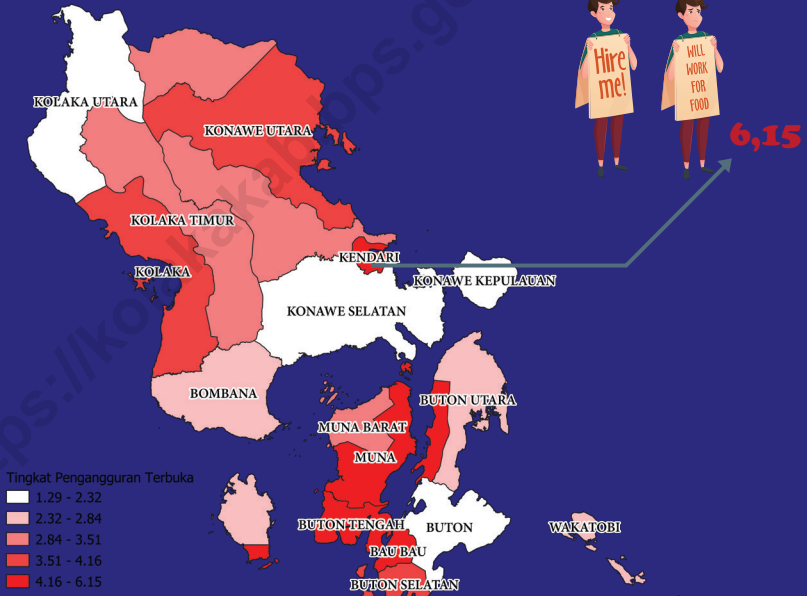 Hire
me!
WILL
WORK
FOR
FOOD
6,15
KOLAKA UTARA
KONAWE UTARA
KOLAKA TIMUR
KENDARI
KOLAKA
KONAWE KEPULAUAN
KONAWE SELATAN
BOMBANA
BUTON UTARA
MUNA BARAT
MUNA
BUTON TENGAH
BUTON
WAKATOBI
BAU BAU
BUTON SELATAN
Tingkat Pengangguran Terbuka
1.29 - 2.32
2.32 - 2.84
2.84 - 3.51
3.51 - 4.16
4.16 - 6.15